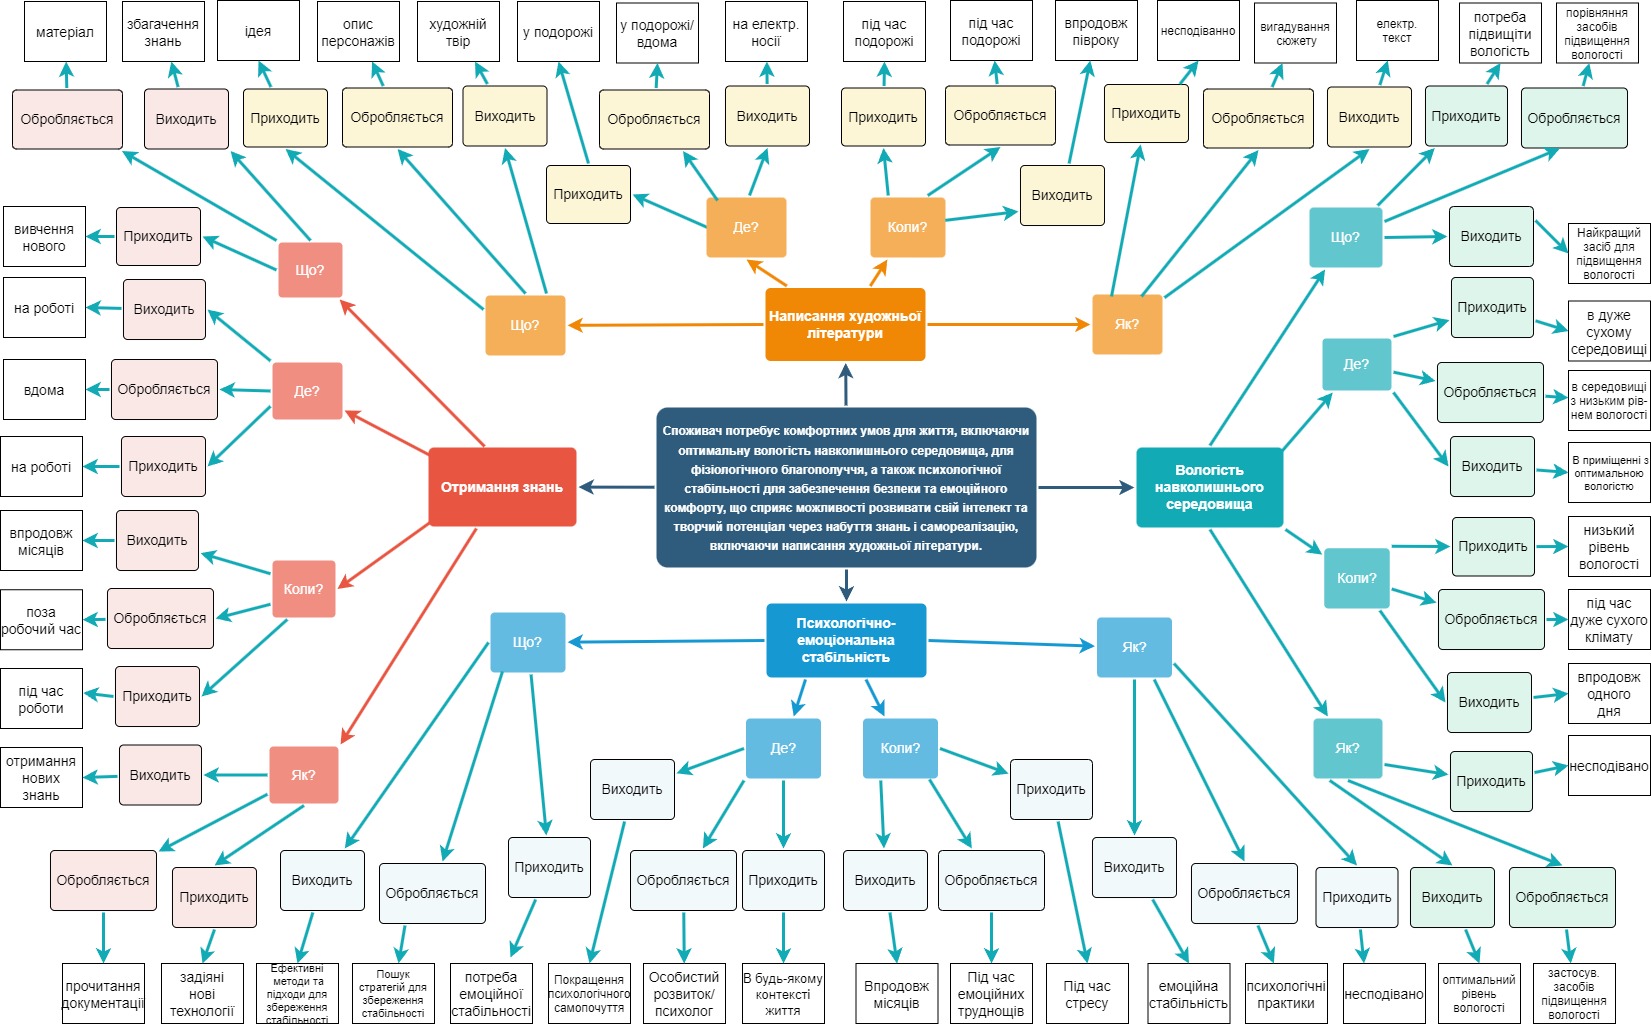 матеріал
збагачення
знань
ідея
опис
персонажів
художній
твір
у подорожі
у подорожі/
вдома
на електр.
носії
під час
подорожі
під час
подорожі
впродовж
півроку
несподіванно
вигадування
сюжету
електр.
текст
потреба
підвищіти
вологість
порівняння
засобів
підвищення
вологості
Обробляється
Виходить
Приходить
Обробляється
Виходить
Обробляється
Виходить
Приходить
Обробляється
Приходить
Обробляється
Виходить
Приходить
Обробляється
Приходить
Виходить
вивчення
нового
Приходить
Що?
Де?
Коли?
Що?
Виходить
Найкращий
засіб для
підвищення
вологості
на роботі
Виходить
Що?
Написання художньої
літератури
Як?
Приходить
в дуже
сухому
середовищі
вдома
Обробляється
Де?
Де?
Обробляється
в середовищі
з низьким рів-
нем вологості
на роботі
Приходить
Отримання знань
Споживач потребує комфортних умов для життя, включаючи
оптимальну вологість навколишнього середовища, для
фізіологічного благополуччя, а також психологічної
стабільності для забезпечення безпеки та емоційного
комфорту, що сприяє можливості розвивати свій інтелект та
творчий потенціал через набуття знань і самореалізацію,
включаючи написання художньої літератури.
Вологість
навколишнього
середовища
Виходить
В приміщенні з
оптимальною
вологістю
впродовж
місяців
Виходить
Приходить
низький
рівень
вологості
Коли?
Коли?
поза
робочий час
Обробляється
Обробляється
під час
дуже сухого
клімату
Що?
Психологічно-
емоціональна
стабільність
Як?
під час
роботи
Приходить
Виходить
впродовж
одного
дня
отримання
нових
знань
Виходить
Як?
Де?
Коли?
Як?
Приходить
несподівано
Виходить
Приходить
Обробляється
Приходить
Виходить
Обробляється
Приходить
Обробляється
Приходить
Виходить
Обробляється
Виходить
Обробляється
Приходить
Виходить
Обробляється
прочитання
документації
задіяні
нові
технології
Ефективні
методи та
підходи для
збереження
стабільності
Пошук
стратегій для
збереження
стабільності
потреба
емоційної
стабільності
Покращення
психологічного
самопочуття
Особистий
розвиток/
психолог
В будь-якому
контексті
життя
Впродовж
місяців
Під час
емоційних
труднощів
Під час
стресу
емоційна
стабільність
психологічні
практики
несподівано
оптимальний
рівень
вологості
застосув.
засобів
підвищення
вологості